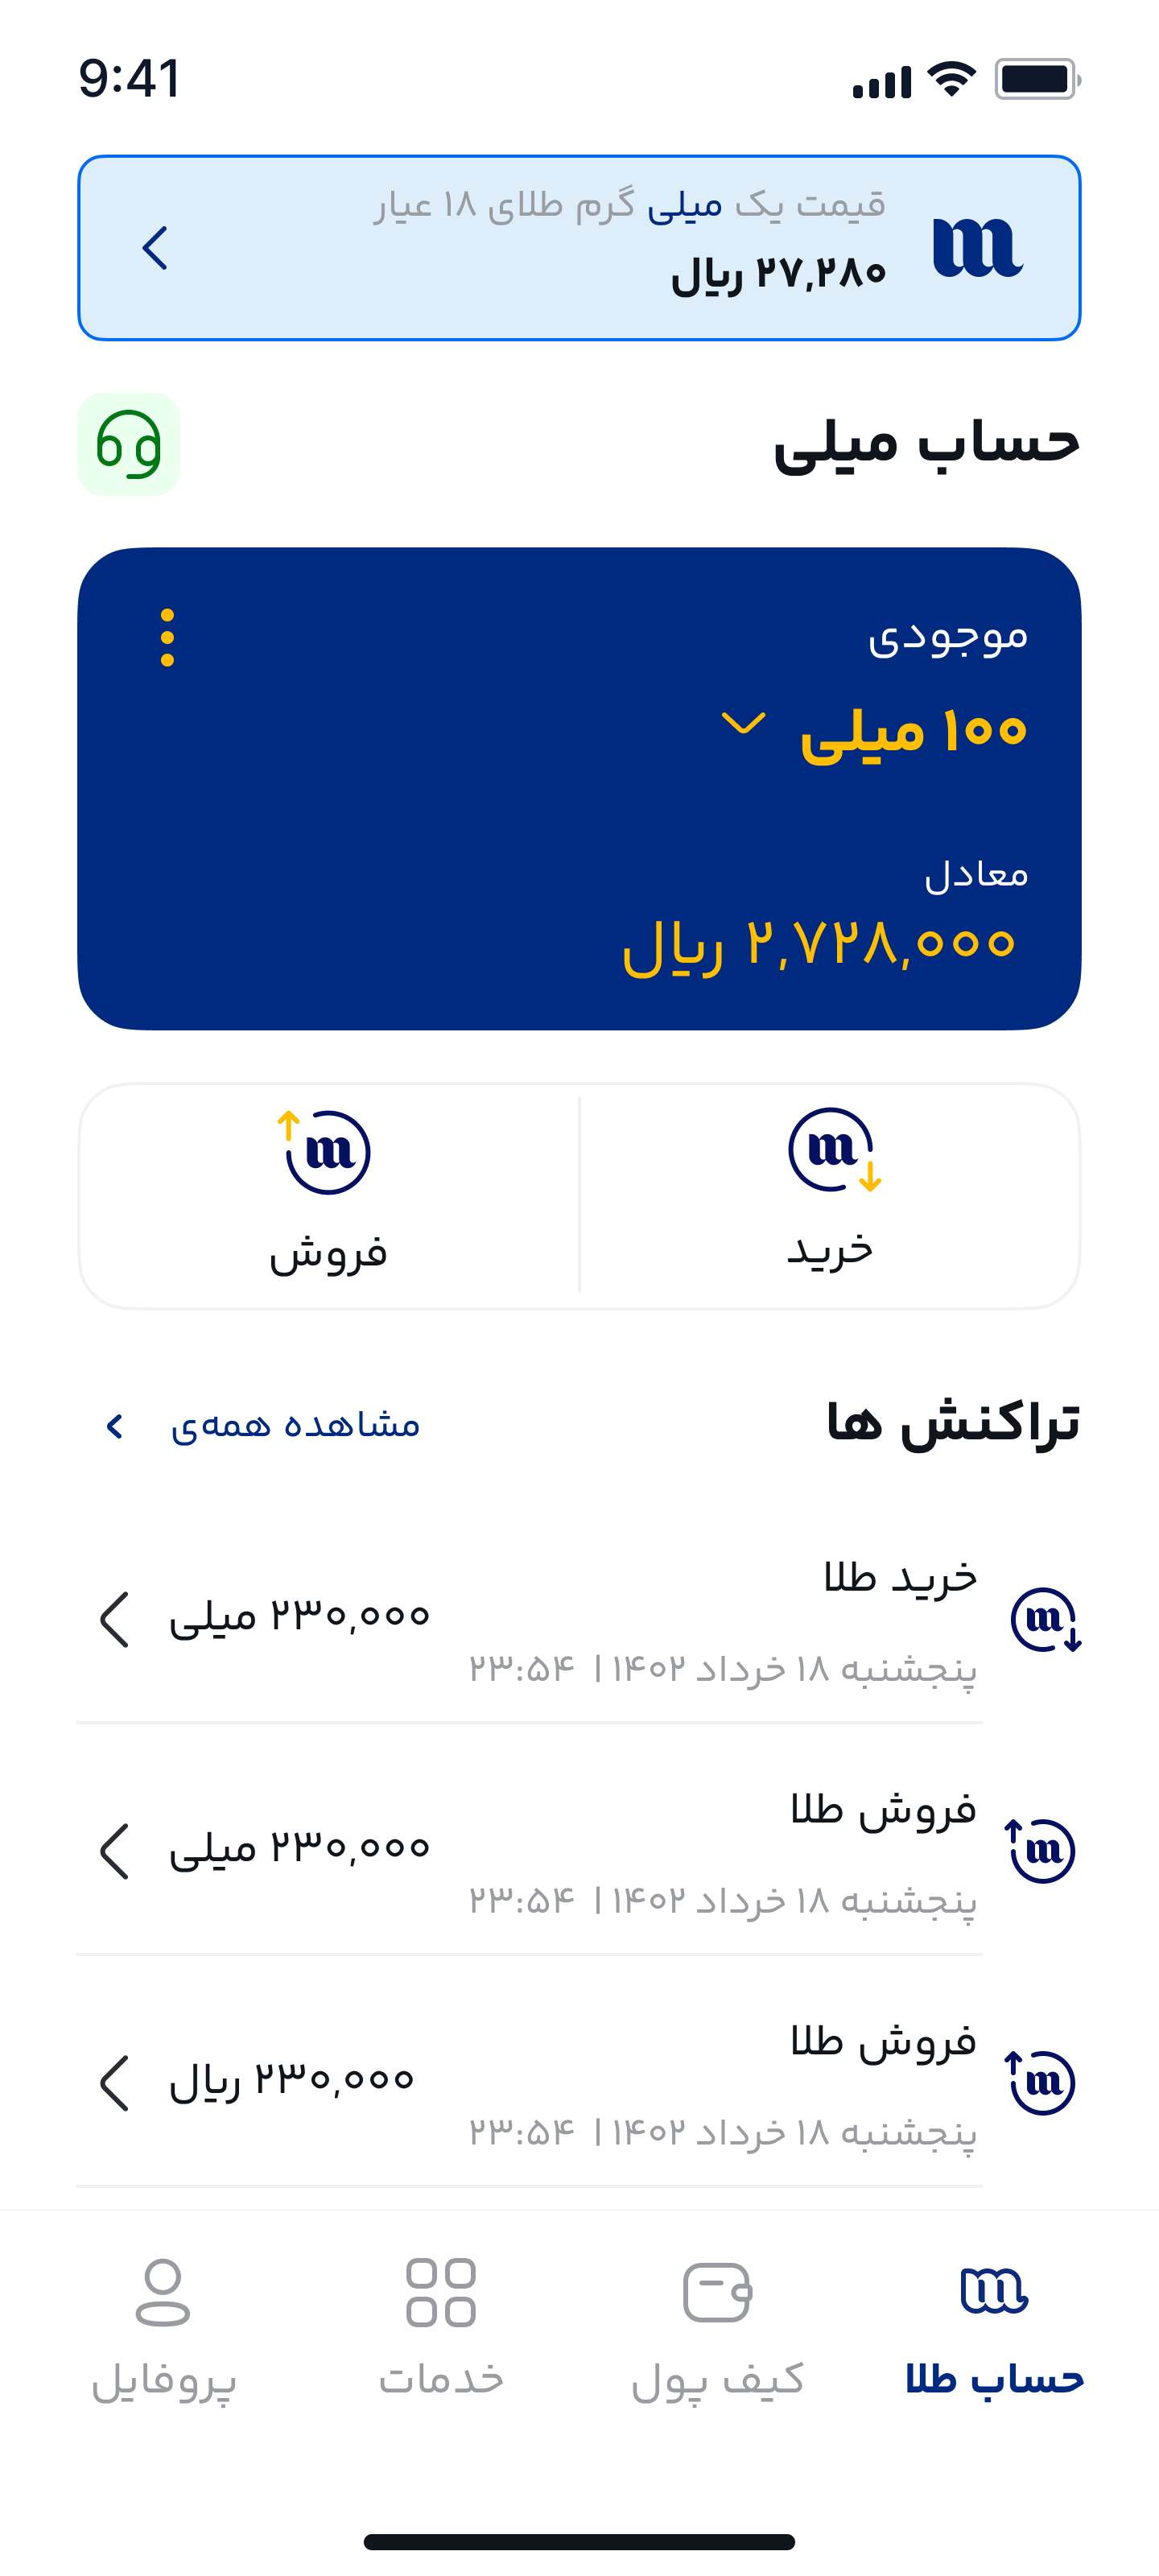 9:41
قیمت یک میلی گرم طلای ۱۸ عیار
۲۷,۲۸۰ ریال
حساب میلی
موجودی
۱۰۰ میلی
معادل
۲,۷۲۸,۰۰۰ ریال
خرید
فروش
تراکنش ها
مشاهده همه‌ی
خرید طلا
۲۳۰,۰۰۰ میلی
پنجشنبه ۱۸ خرداد ۱۴۰۲ | ۲۳:۵۴
فروش طلا
۲۳۰,۰۰۰ میلی
پنجشنبه ۱۸ خرداد ۱۴۰۲ | ۲۳:۵۴
فروش طلا
۲۳۰,۰۰۰ ریال
پنجشنبه ۱۸ خرداد ۱۴۰۲ | ۲۳:۵۴
حساب طلا
کیف پول
خدمات
پروفایل